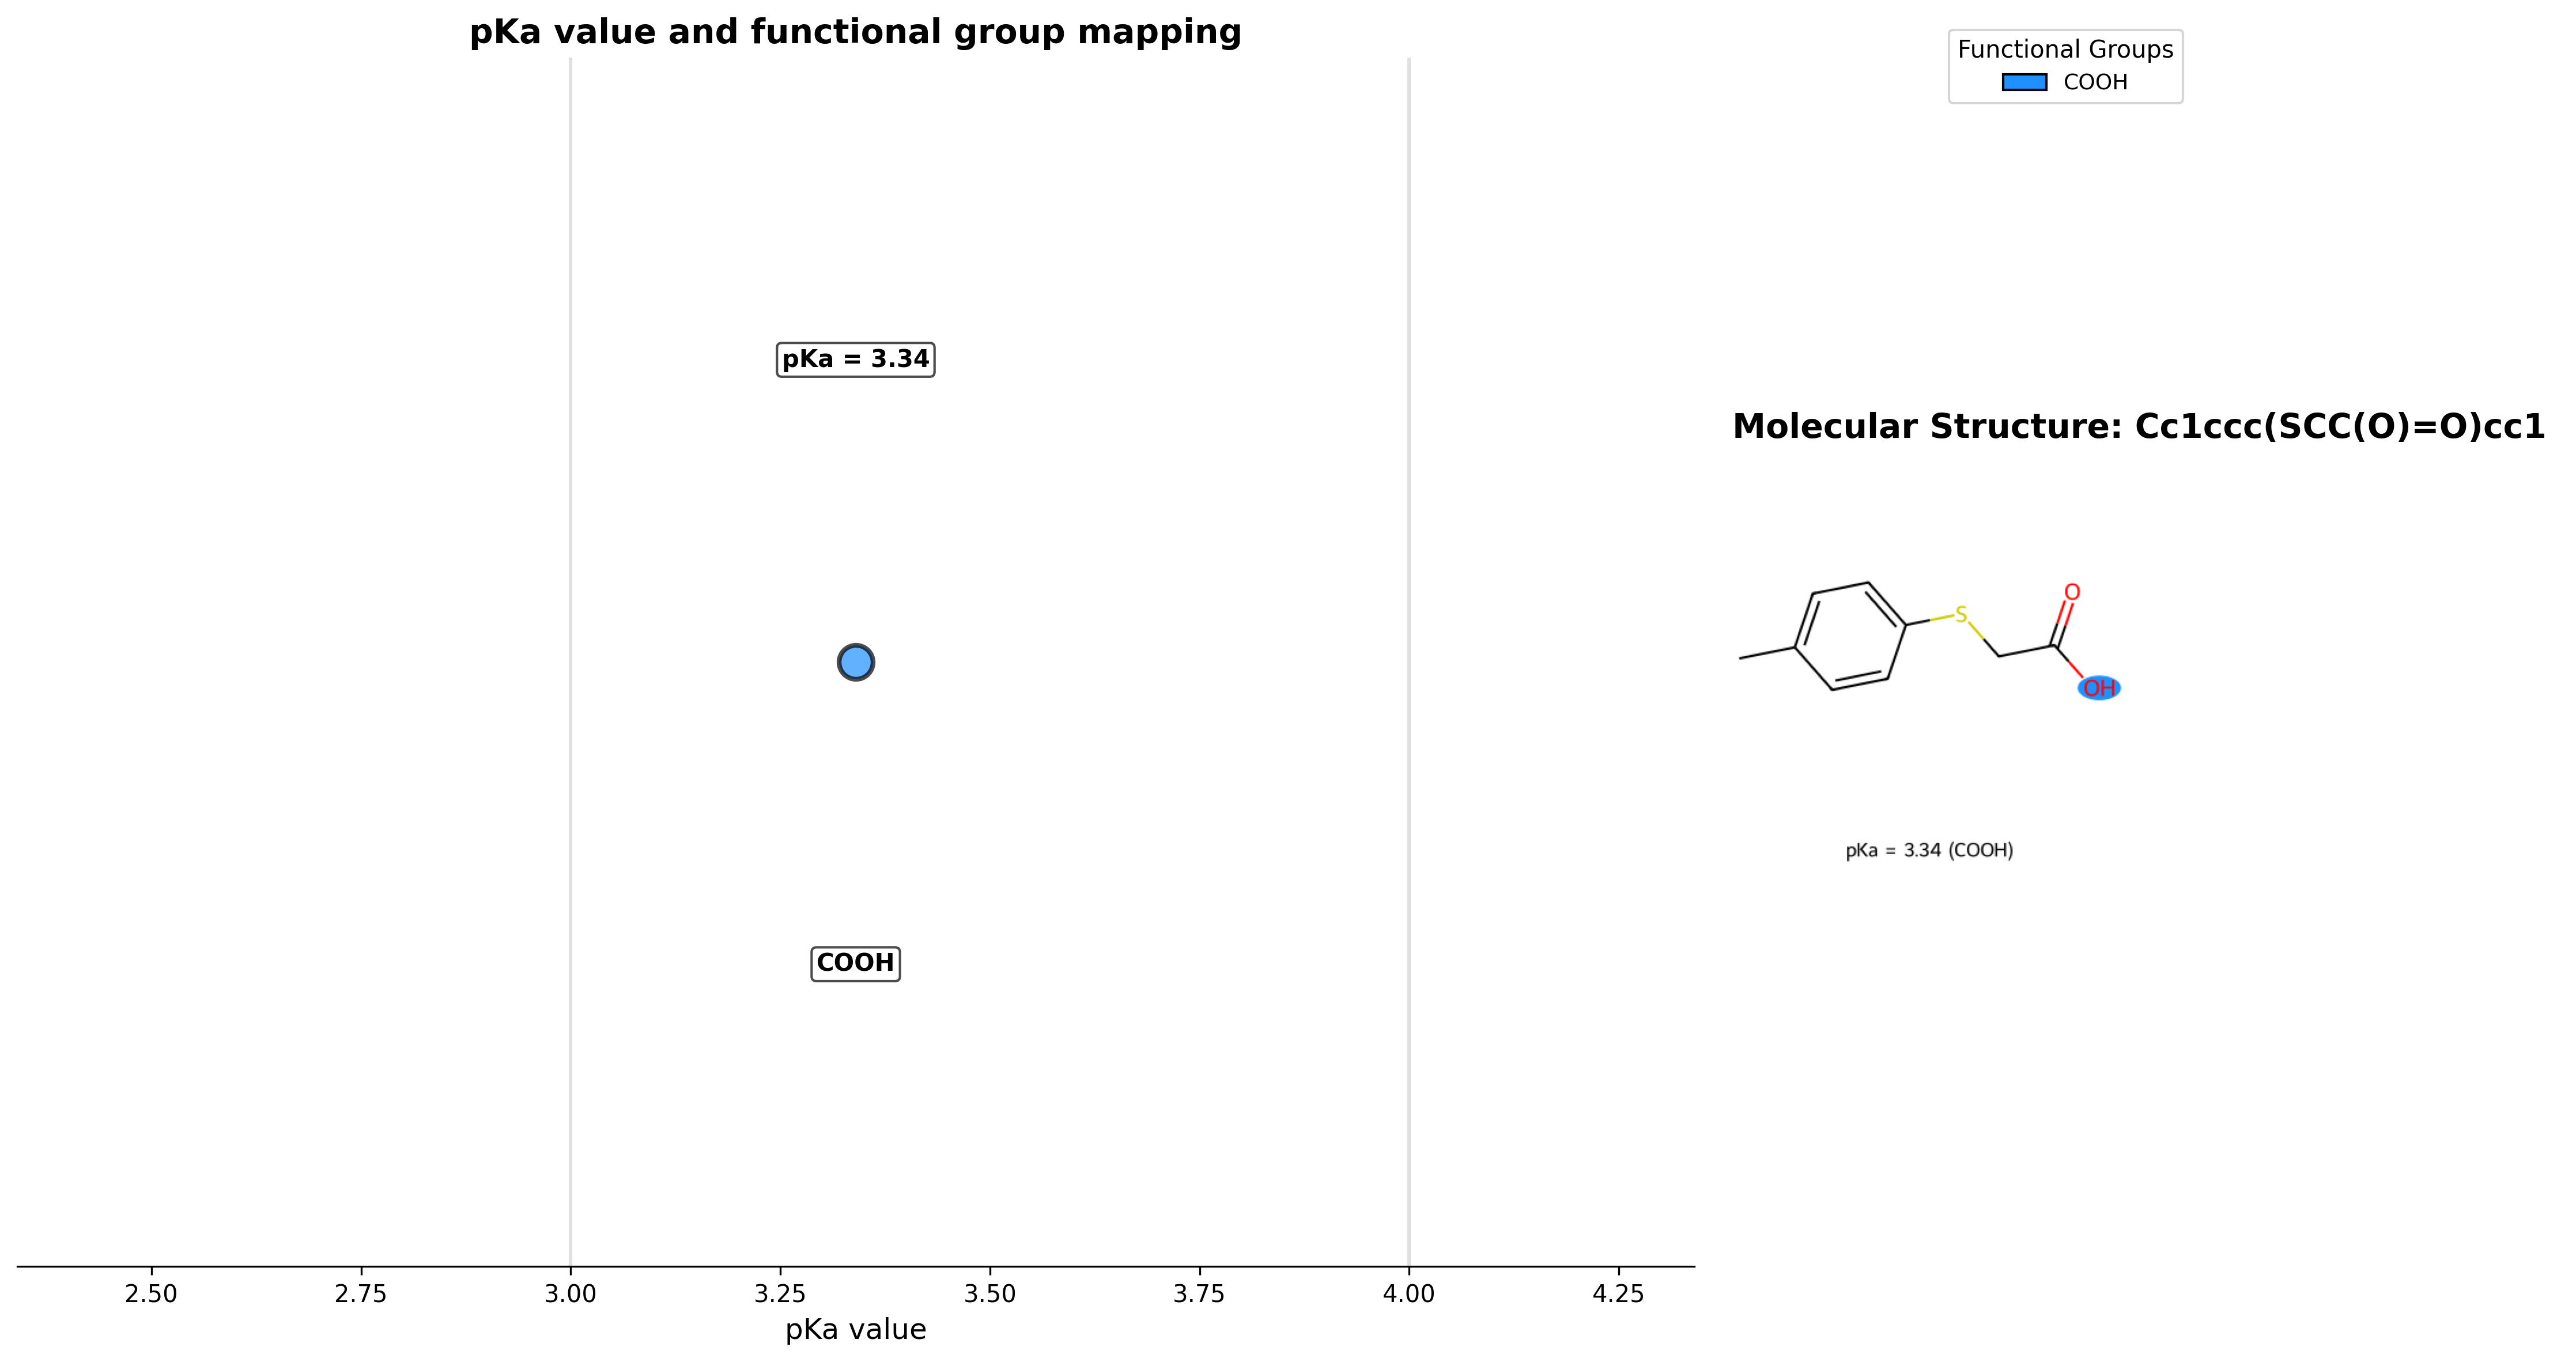 pKa value and functional group mapping
pKa = 3.34
COOH
2.50 2.75 3.00 3.25 3.50 3.75 4.00 4.25
pKa value
Functional Groups
COOH
Molecular Structure: Cc1ccc(SCC(O)=O)cc1
O
S
OH
pKa = 3.34 (COOH)